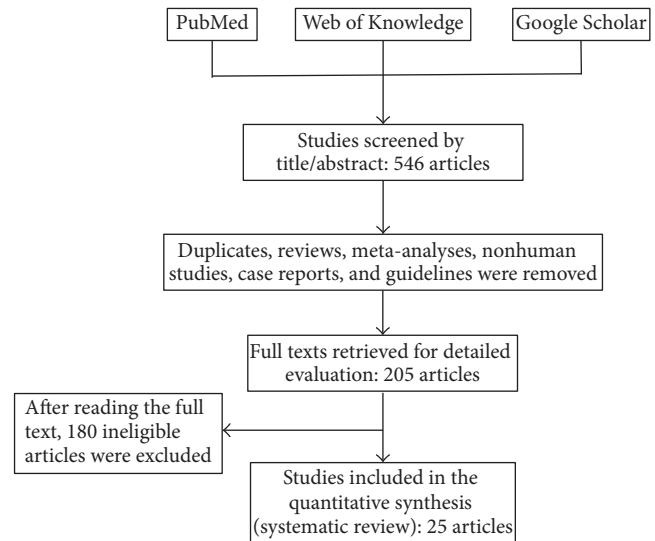 PubMed
Web of Knowledge
Google Scholar
Studies screened by
title/abstract: 546 articles
Duplicates, reviews, meta-analyses, nonhuman
studies, case reports, and guidelines were removed
Full texts retrieved for detailed
evaluation: 205 articles
After reading the full
text, 180 ineligible
articles were excluded
Studies included in the
quantitative synthesis
(systematic review): 25 articles